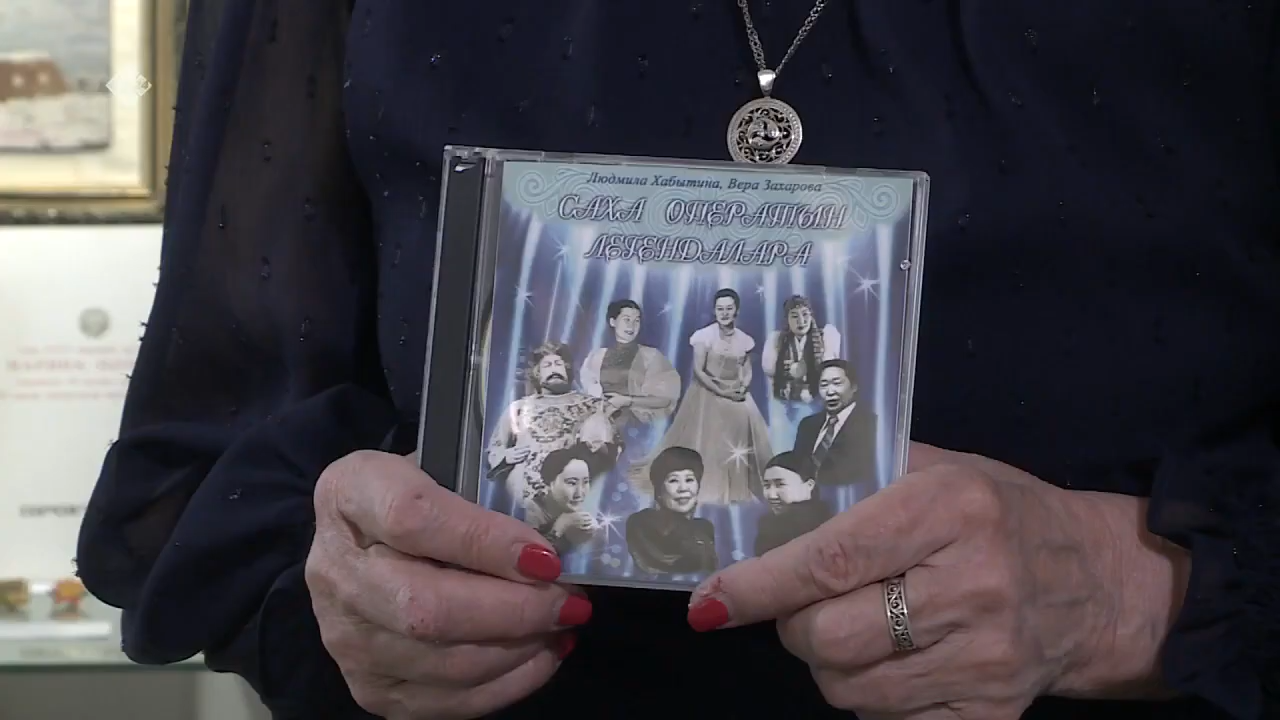 Людмила Хабытина, Вера Захарова
САХА ОПЕРАТЫН
ЛЕГЕНДАЛАРА